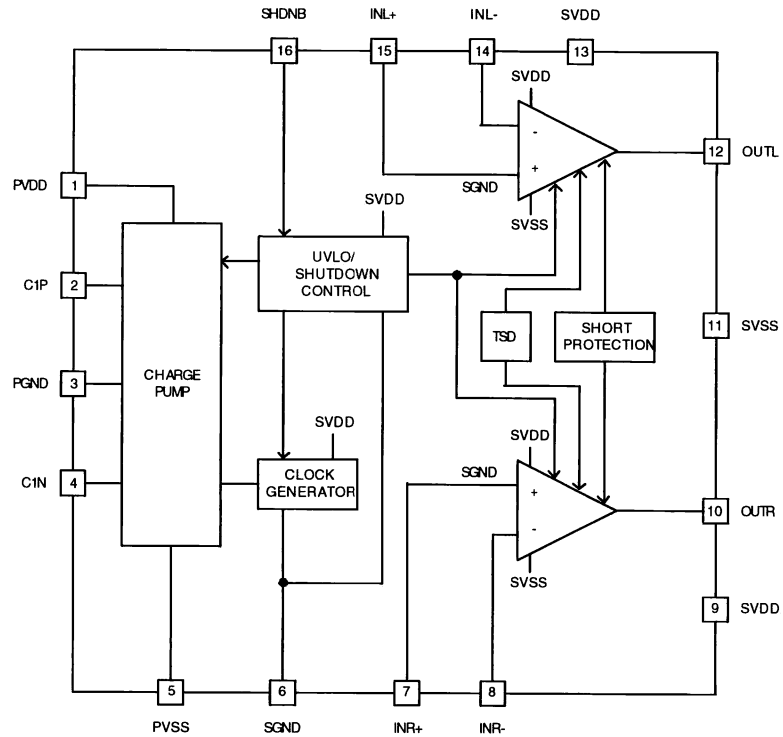 SHDNB
INL+
INL-
SVDD
16
15
14
13
SVDD
-
+
12
OUTL
SGND
SVSS
PVDD
1
SVDD
UVLO/
SHUTDOWN
CONTROL
C1P
2
11
SVSS
TSD
SHORT
PROTECTION
PGND
3
CHARGE
PUMP
SVDD
SVDD
C1N
4
CLOCK
GENERATOR
SGND
+
-
10
OUTR
SVSS
9
SVDD
5
6
7
8
PVSS
SGND
INR+
INR-